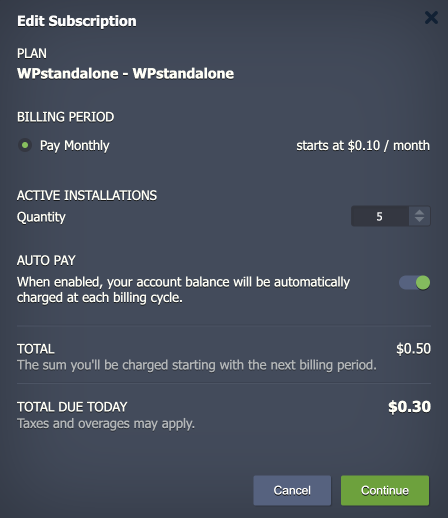 Edit Subscription
PLAN
WPstandalone - WPstandalone
BILLING PERIOD
Pay Monthly starts at $0.10 / month
ACTIVE INSTALLATIONS
Quantity 5
AUTO PAY
When enabled, your account balance will be automatically
charged at each billing cycle.
TOTAL $0.50
The sum you'll be charged starting with the next billing period.
TOTAL DUE TODAY $0.30
Taxes and overages may apply.
Cancel Continue